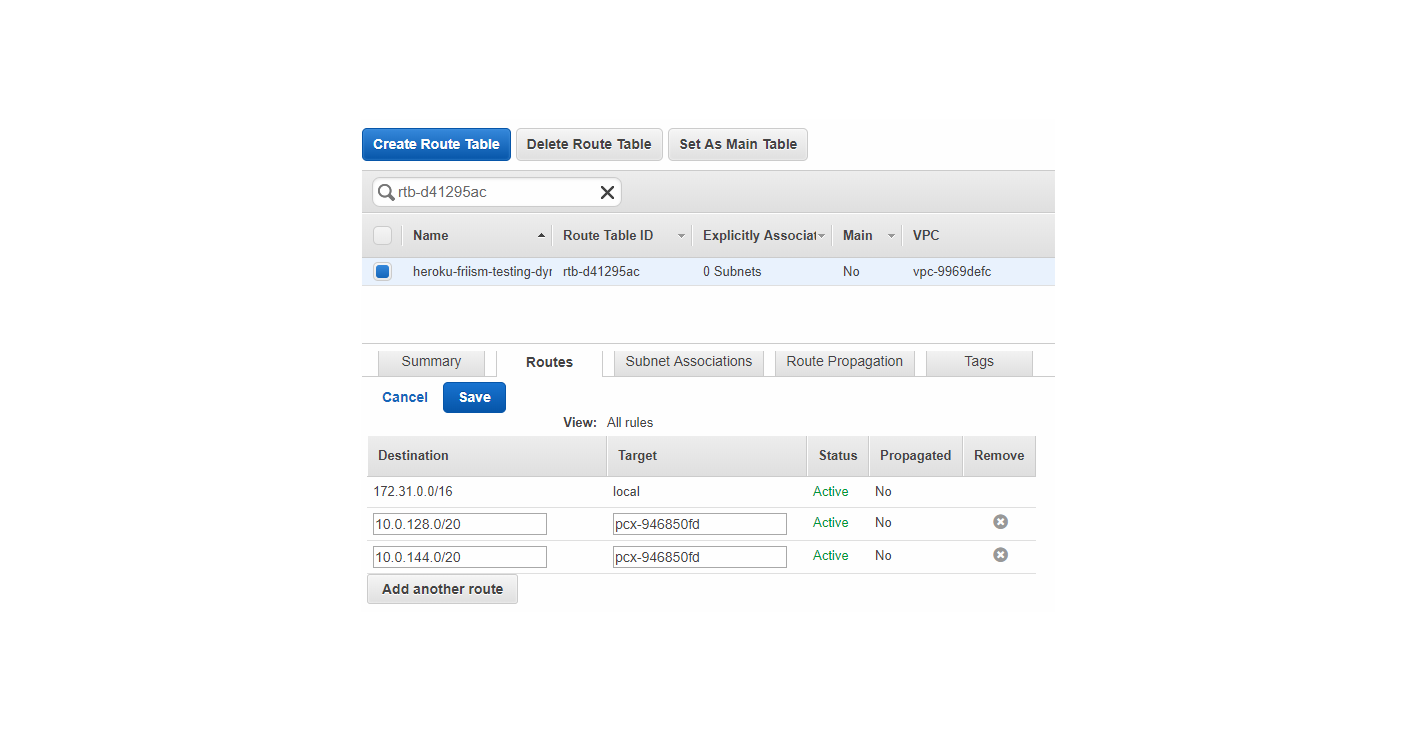 Create Route Table Delete Route Table Set As Main Table
rtb-d41295ac
Name Route Table ID Explicitly Associat Main VPC
heroku-friism-testing-dyr rtb-d41295ac 0 Subnets No vpc-9969defc
Summary Routes Subnet Associations Route Propagation Tags
Cancel Save
View: All rules
Destination Target Status Propagated Remove
172.31.0.0/16 local Active No
10.0.128.0/20 pcx-946850fd Active No
10.0.144.0/20 pcx-946850fd Active No
Add another route